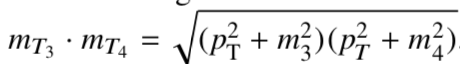 m_{T_3} · m_{T_4} = \sqrt{(p_T^2 + m_3^2)(p_T^2 + m_4^2)}